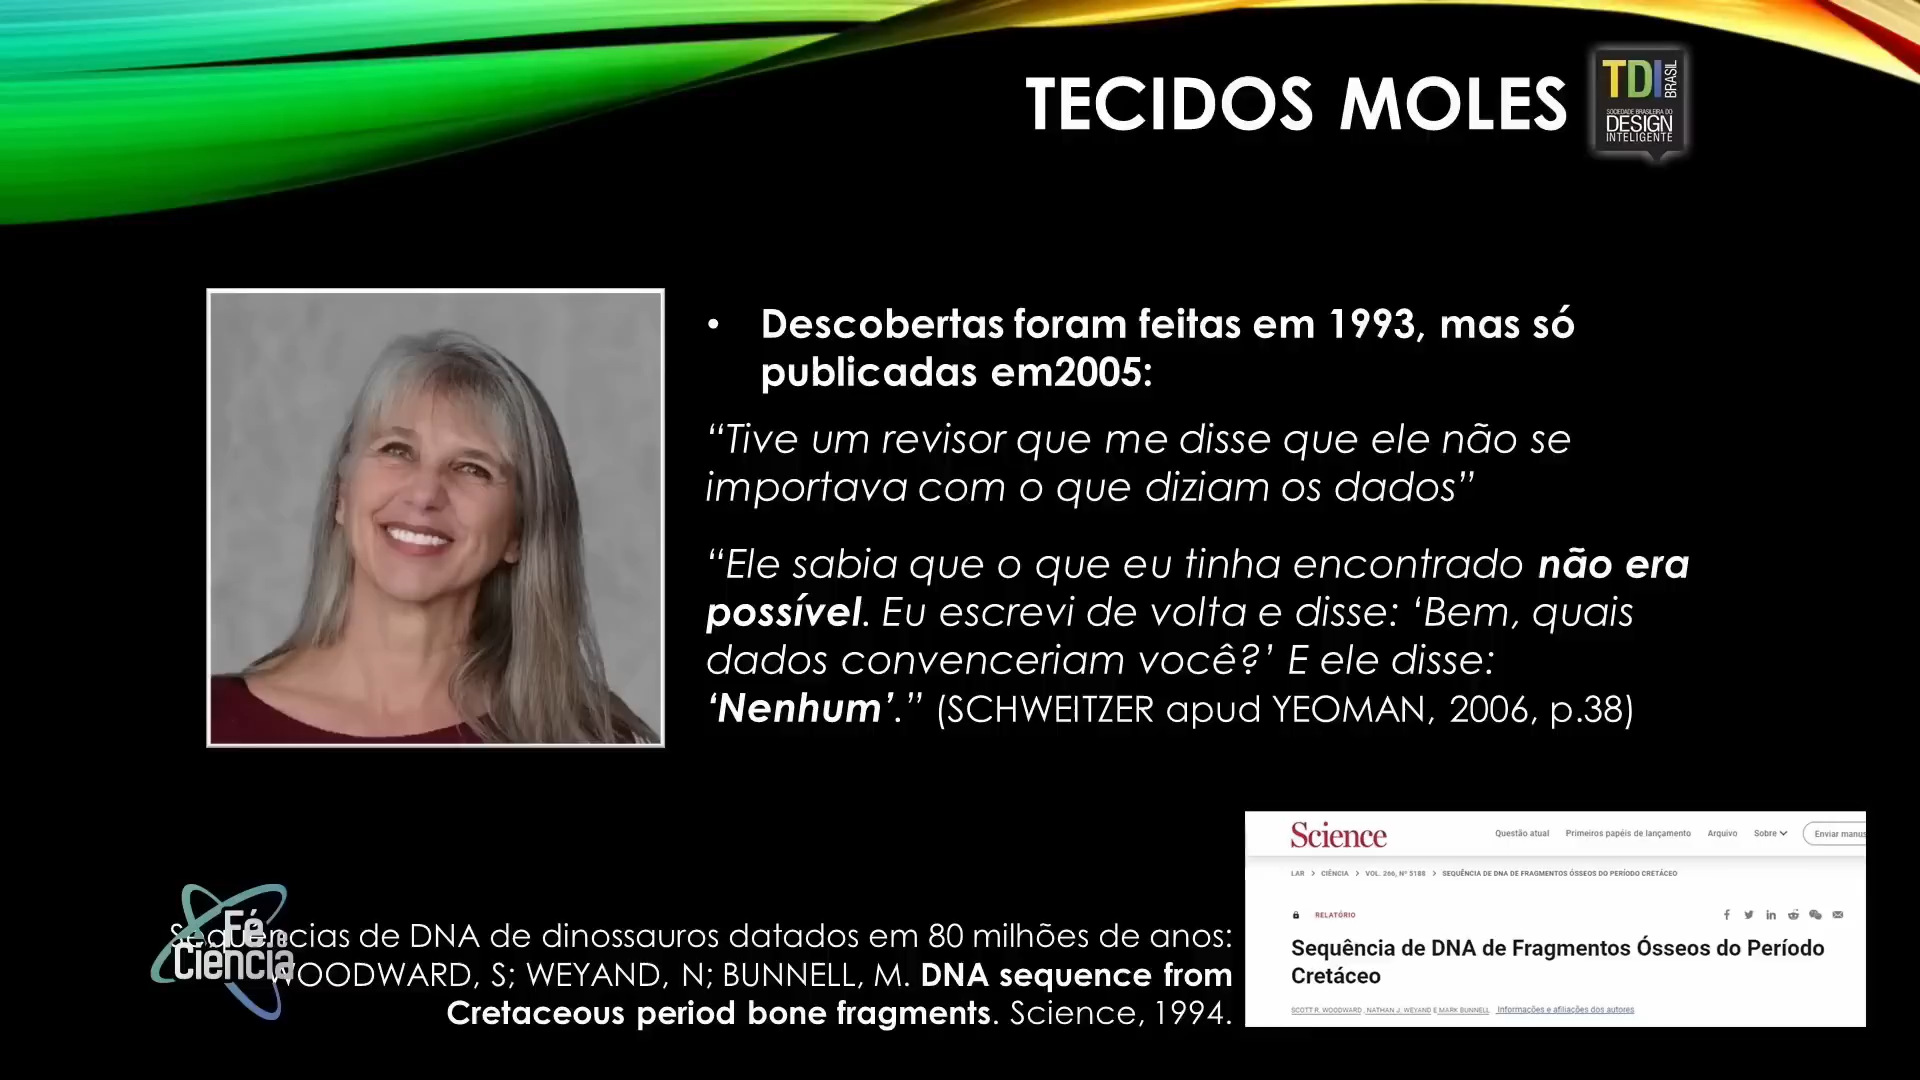 TECIDOS MOLES
TDI BRASIL
SOCIEDADE BRASILEIRA DO
DESIGN
INTELIGENTE
• Descobertas foram feitas em 1993, mas só
publicadas em2005:
“Tive um revisor que me disse que ele não se
importava com o que diziam os dados”
“Ele sabia que o que eu tinha encontrado não era
possível. Eu escrevi de volta e disse: ‘Bem, quais
dados convenceriam você?’ E ele disse:
‘Nenhum’.” (SCHWEITZER apud YEOMAN, 2006, p.38)
Fé e
Ciência
Sequências de DNA de dinossauros datados em 80 milhões de anos:
WOODWARD, S; WEYAND, N; BUNNELL, M. DNA sequence from
Cretaceous period bone fragments. Science, 1994.
Science
Questão atual Primeiros papéis de lançamento Arquivo Sobre Enviar manus
LAR > CIÊNCIA > VOL. 266, Nº 5188 > SEQUÊNCIA DE DNA DE FRAGMENTOS ÓSSEOS DO PERÍODO CRETÁCEO
RELATÓRIO
Sequência de DNA de Fragmentos Ósseos do Período
Cretáceo
SCOTT R. WOODWARD, NATHAN J. WEYAND E MARK BUNNELL Informações e afiliações dos autores